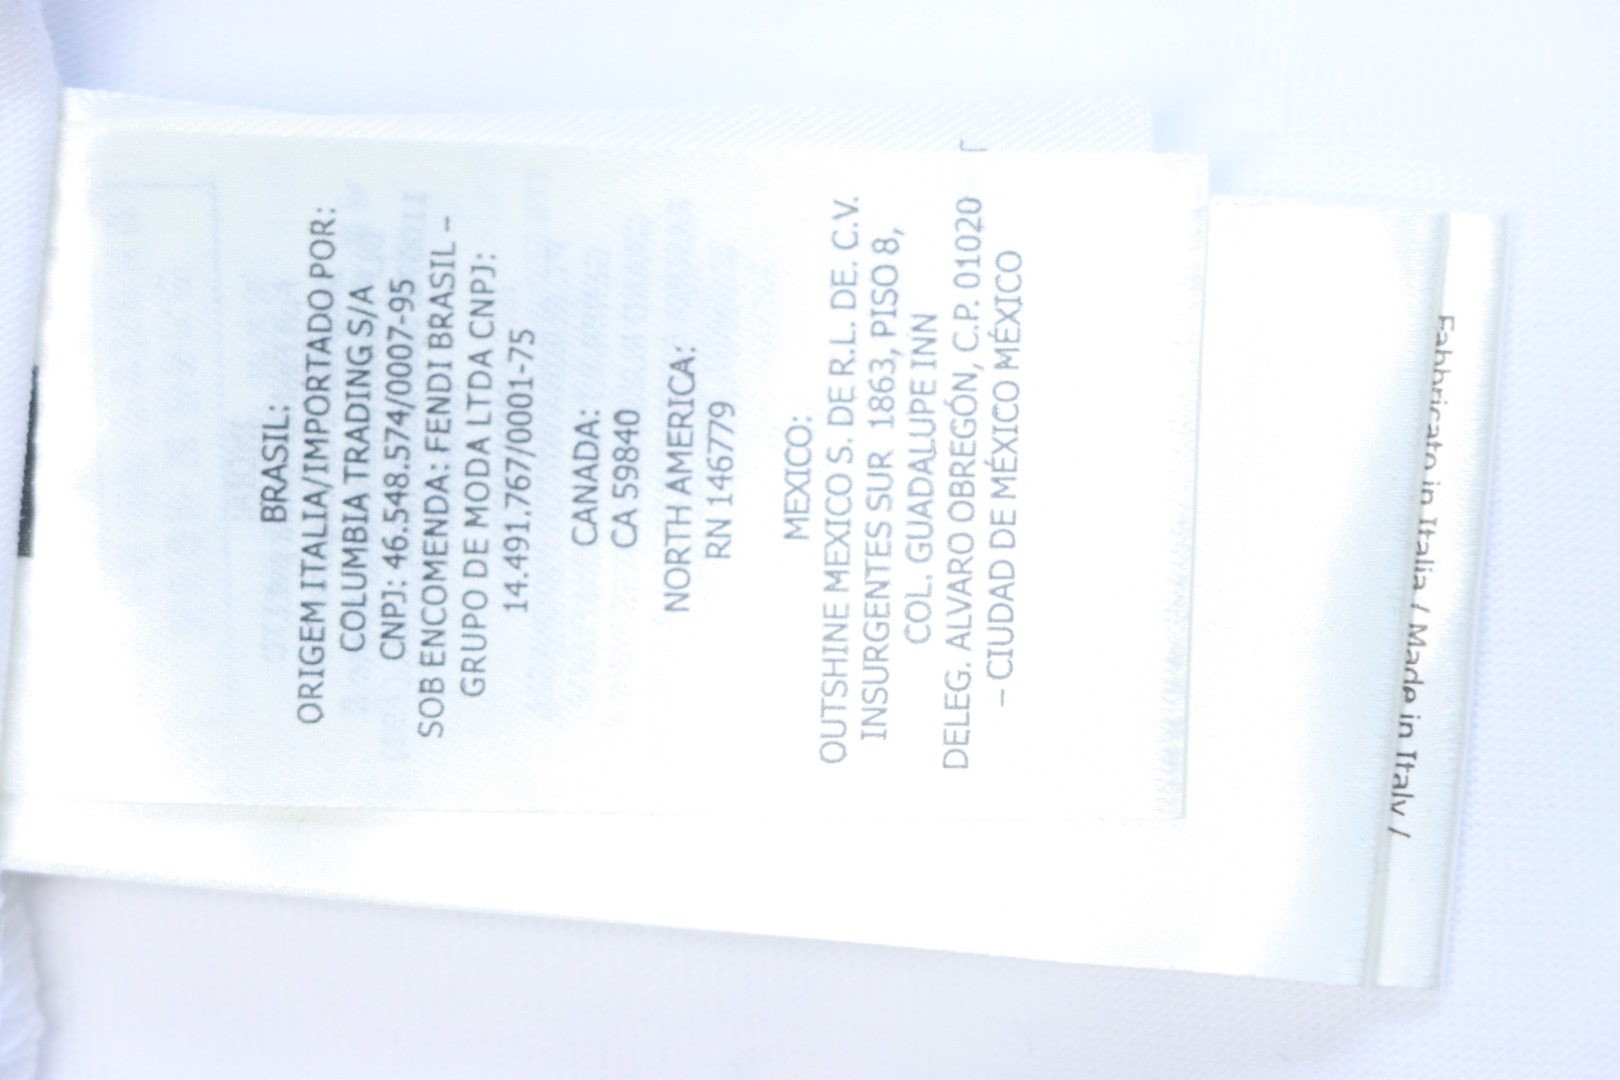 BRASIL:
ORIGEM ITALIA/IMPORTADO POR:
COLUMBIA TRADING S/A
CNPJ: 46.548.574/0007-95
SOB ENCOMENDA: FENDI BRASIL –
GRUPO DE MODA LTDA CNPJ:
14.491.767/0001-75
CANADA:
CA 59840
NORTH AMERICA:
RN 146779
MEXICO:
OUTSHINE MEXICO S. DE R.L. DE. C.V.
INSURGENTES SUR 1863, PISO 8,
COL. GUADALUPE INN
DELEG. ALVARO OBREGÓN, C.P. 01020
– CIUDAD DE MÉXICO MÉXICO
Fabbricato in Italia / Made in Italy /